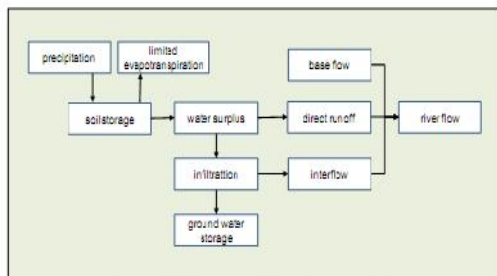 limited
evapotranspiration
precipitation
base flow
soil storage
water surplus
direct runoff
river flow
infiltration
interflow
ground water
storage